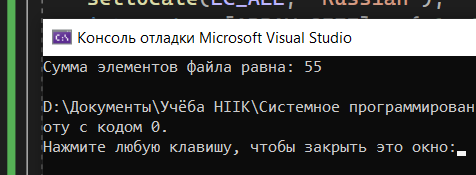 setlocale(LC_ALL, "Russian");
Консоль отладки Microsoft Visual Studio
Сумма элементов файла равна: 55
D:\Документы\Учёба НІІК\Системное программирован
оту с кодом 0.
Нажмите любую клавишу, чтобы закрыть это окно: